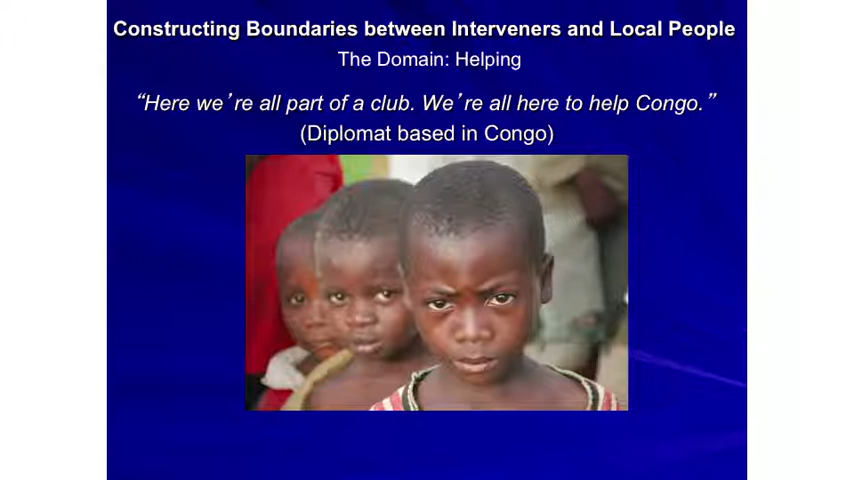 Constructing Boundaries between Interveners and Local People
The Domain: Helping
“Here we’re all part of a club. We’re all here to help Congo.”
(Diplomat based in Congo)